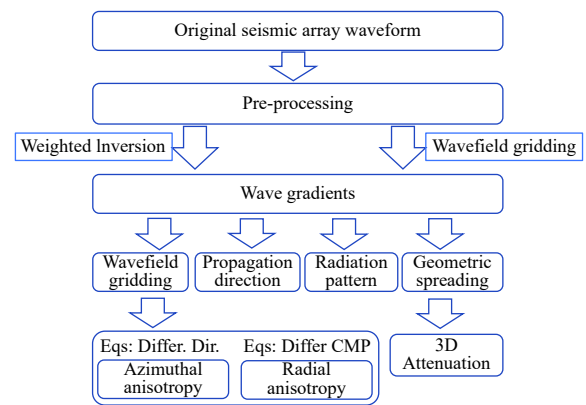 Original seismic array waveform
Pre-processing
Weighted lnversion
Wavefield gridding
Wave gradients
Wavefield
gridding
Propagation
direction
Radiation
pattern
Geometric
spreading
Eqs: Differ. Dir.
Eqs: Differ CMP
Azimuthal
anisotropy
Radial
anisotropy
3D
Attenuation